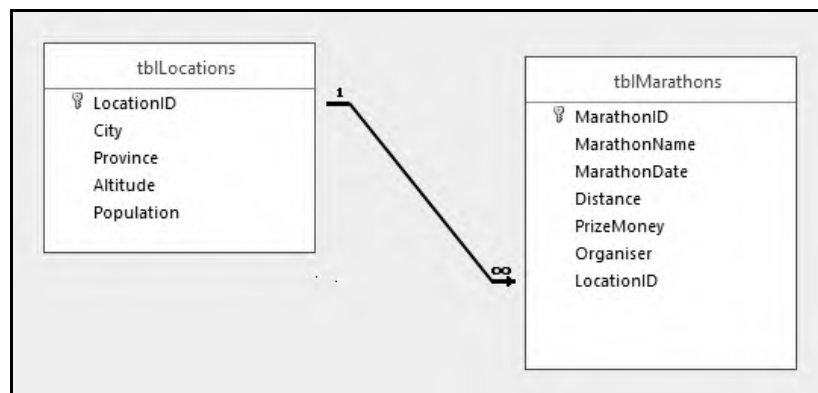 tblLocations
LocationID
City
Province
Altitude
Population
1
∞
tblMarathons
MarathonID
MarathonName
MarathonDate
Distance
PrizeMoney
Organiser
LocationID